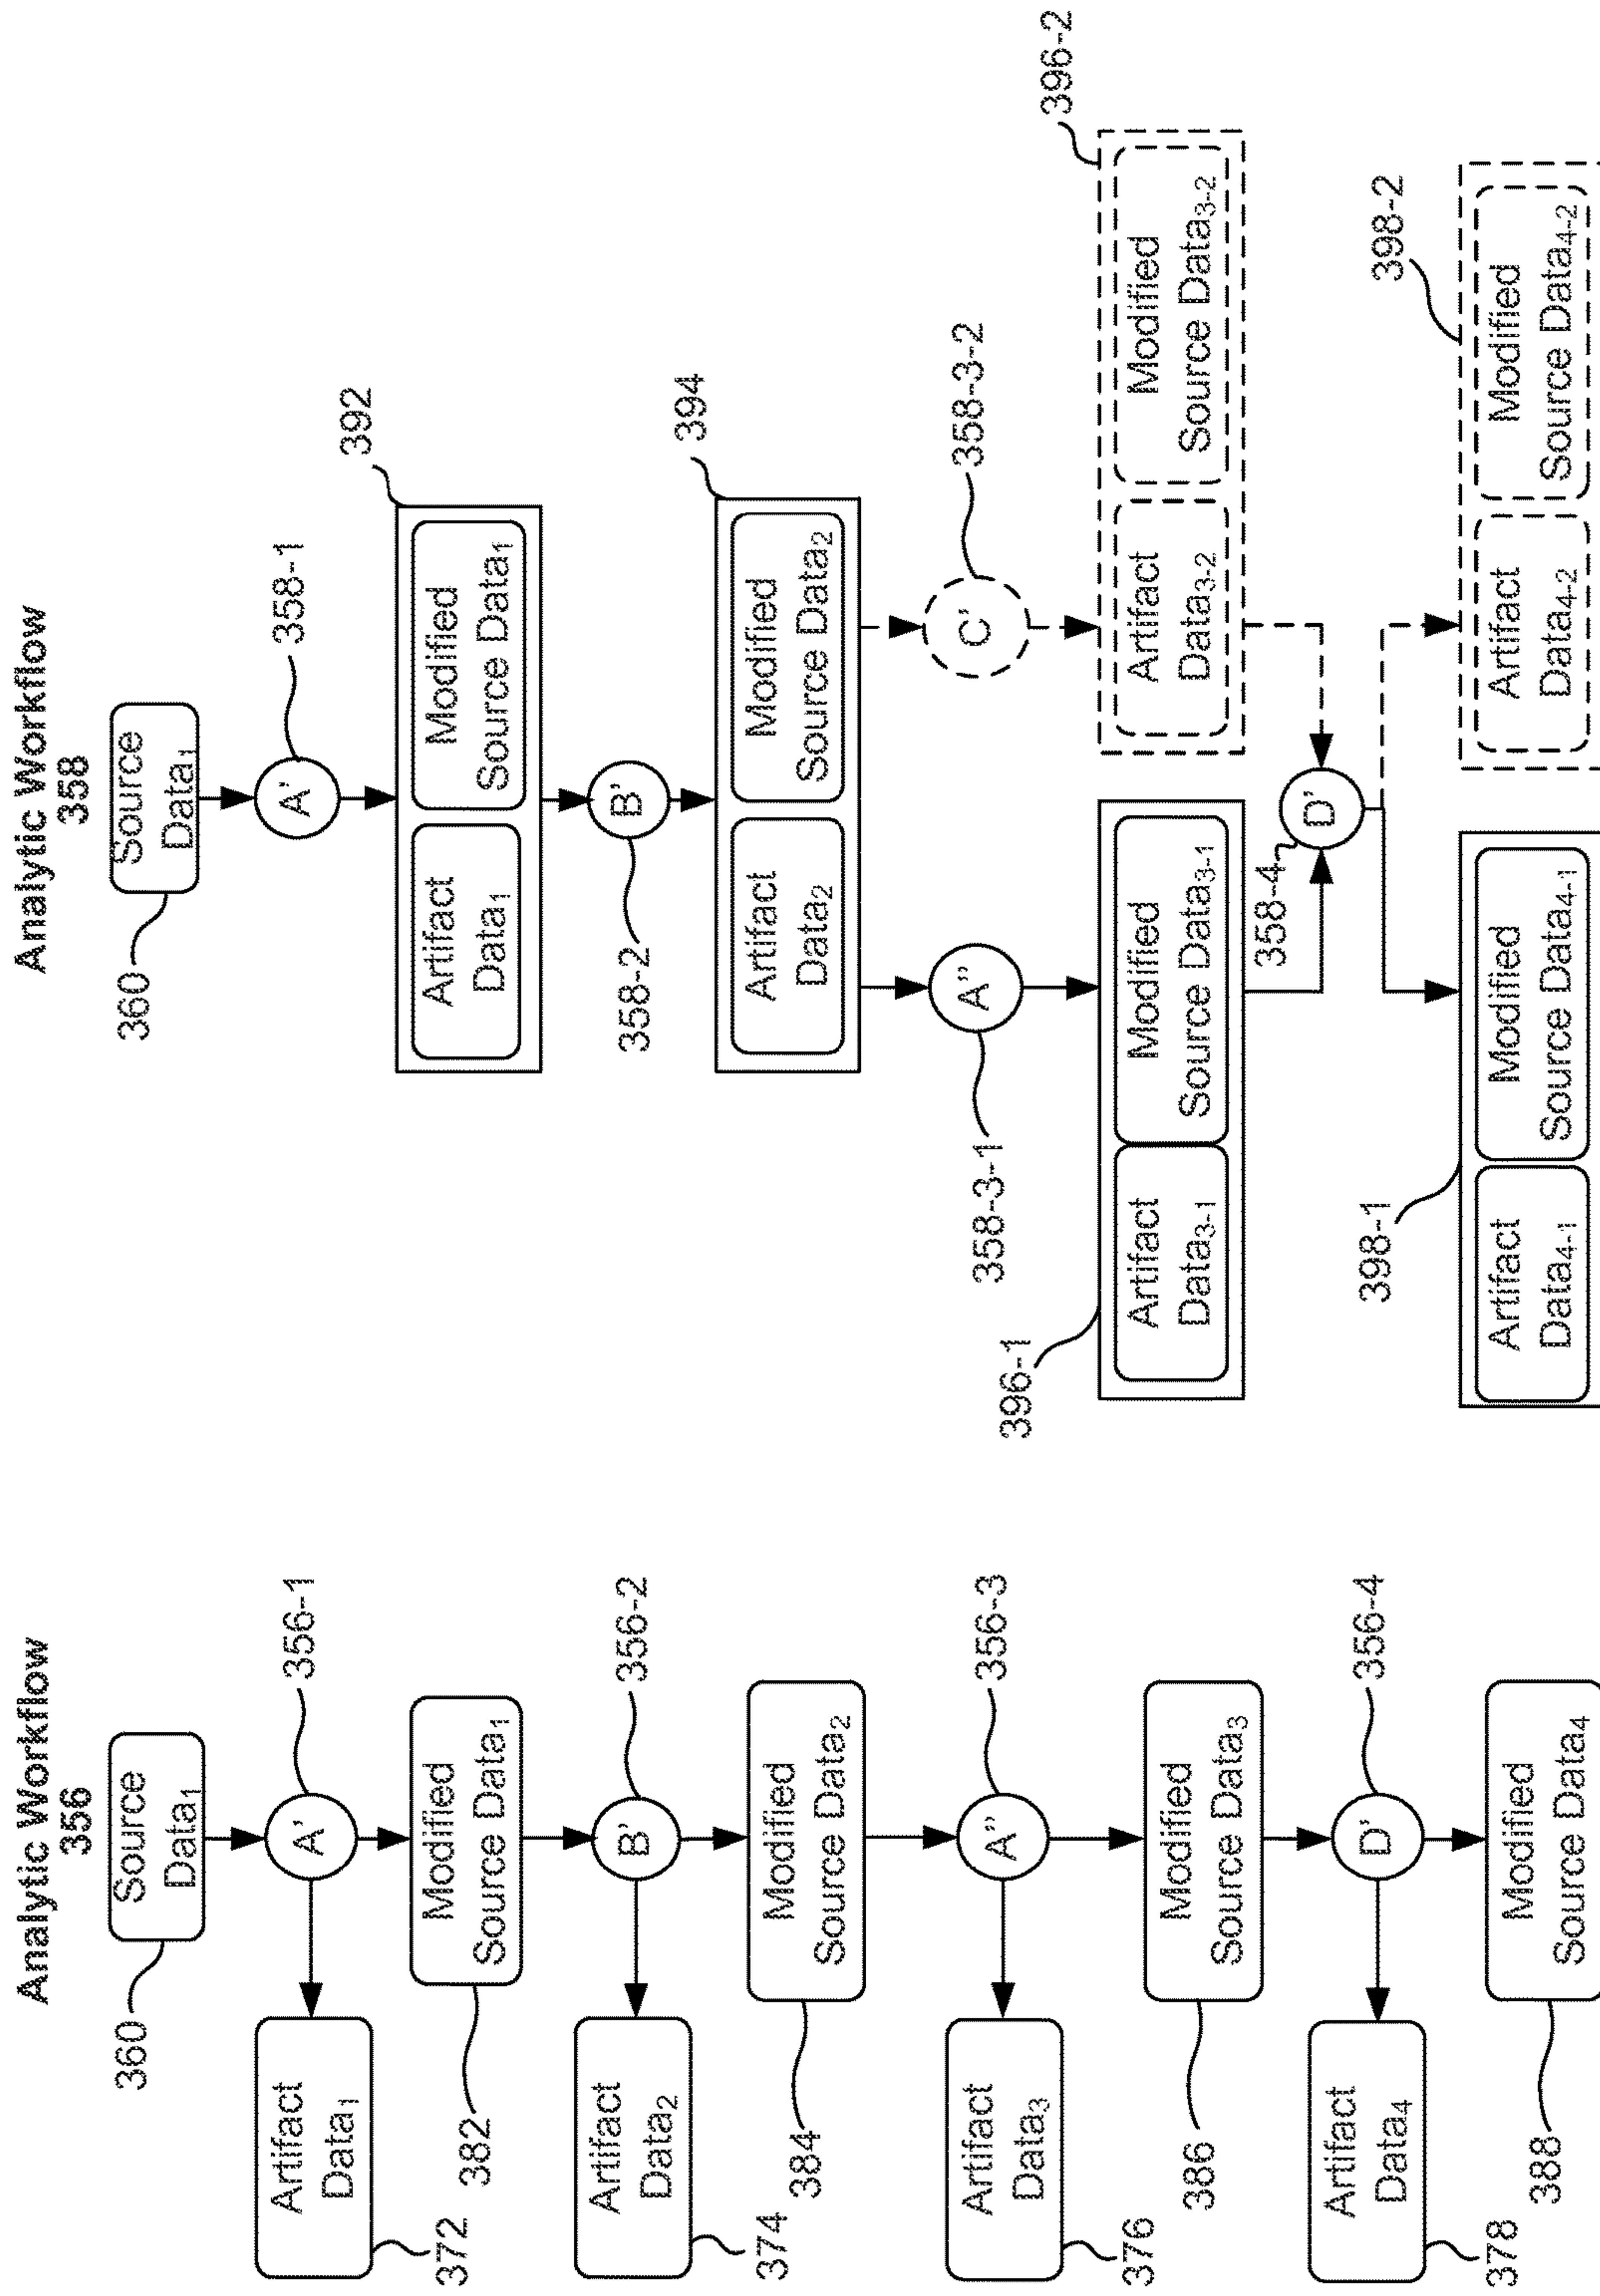 Analytic Workflow
356
Source
Data₁
360
A'
356-1
Artifact
Data₁
372
Modified
Source Data₁
382
B'
356-2
Artifact
Data₂
374
Modified
Source Data₂
384
A''
356-3
Artifact
Data₃
376
Modified
Source Data₃
386
D'
356-4
Artifact
Data₄
378
Modified
Source Data₄
388
Analytic Workflow
358
Source
Data₁
360
A'
358-1
392
Artifact
Data₁
Modified
Source Data₁
B'
358-2
394
Artifact
Data₂
Modified
Source Data₂
A''
358-3-1
C'
358-3-2
396-1
Artifact
Data₃₋₁
Modified
Source Data₃₋₁
396-2
Artifact
Data₃₋₂
Modified
Source Data₃₋₂
358-4
D'
398-1
Artifact
Data₄₋₁
Modified
Source Data₄₋₁
398-2
Artifact
Data₄₋₂
Modified
Source Data₄₋₂